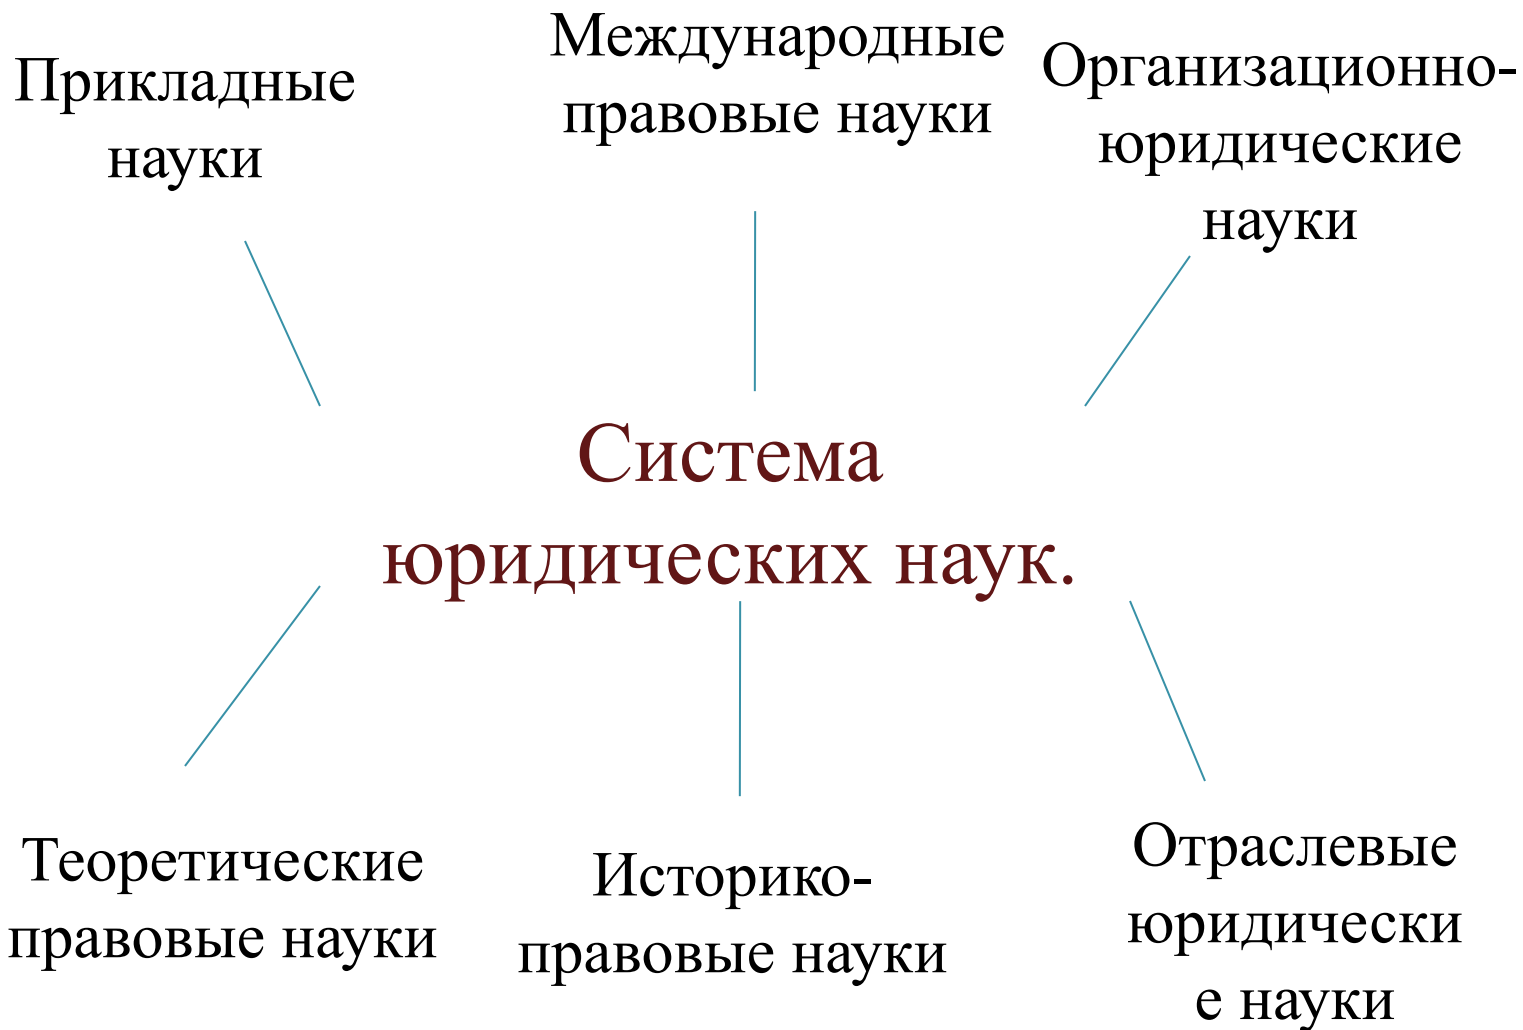 Прикладные
науки
Международные
правовые науки
Организационно-
юридические
науки
Система
юридических наук.
Теоретические
правовые науки
Историко-
правовые науки
Отраслевые
юридически
е науки